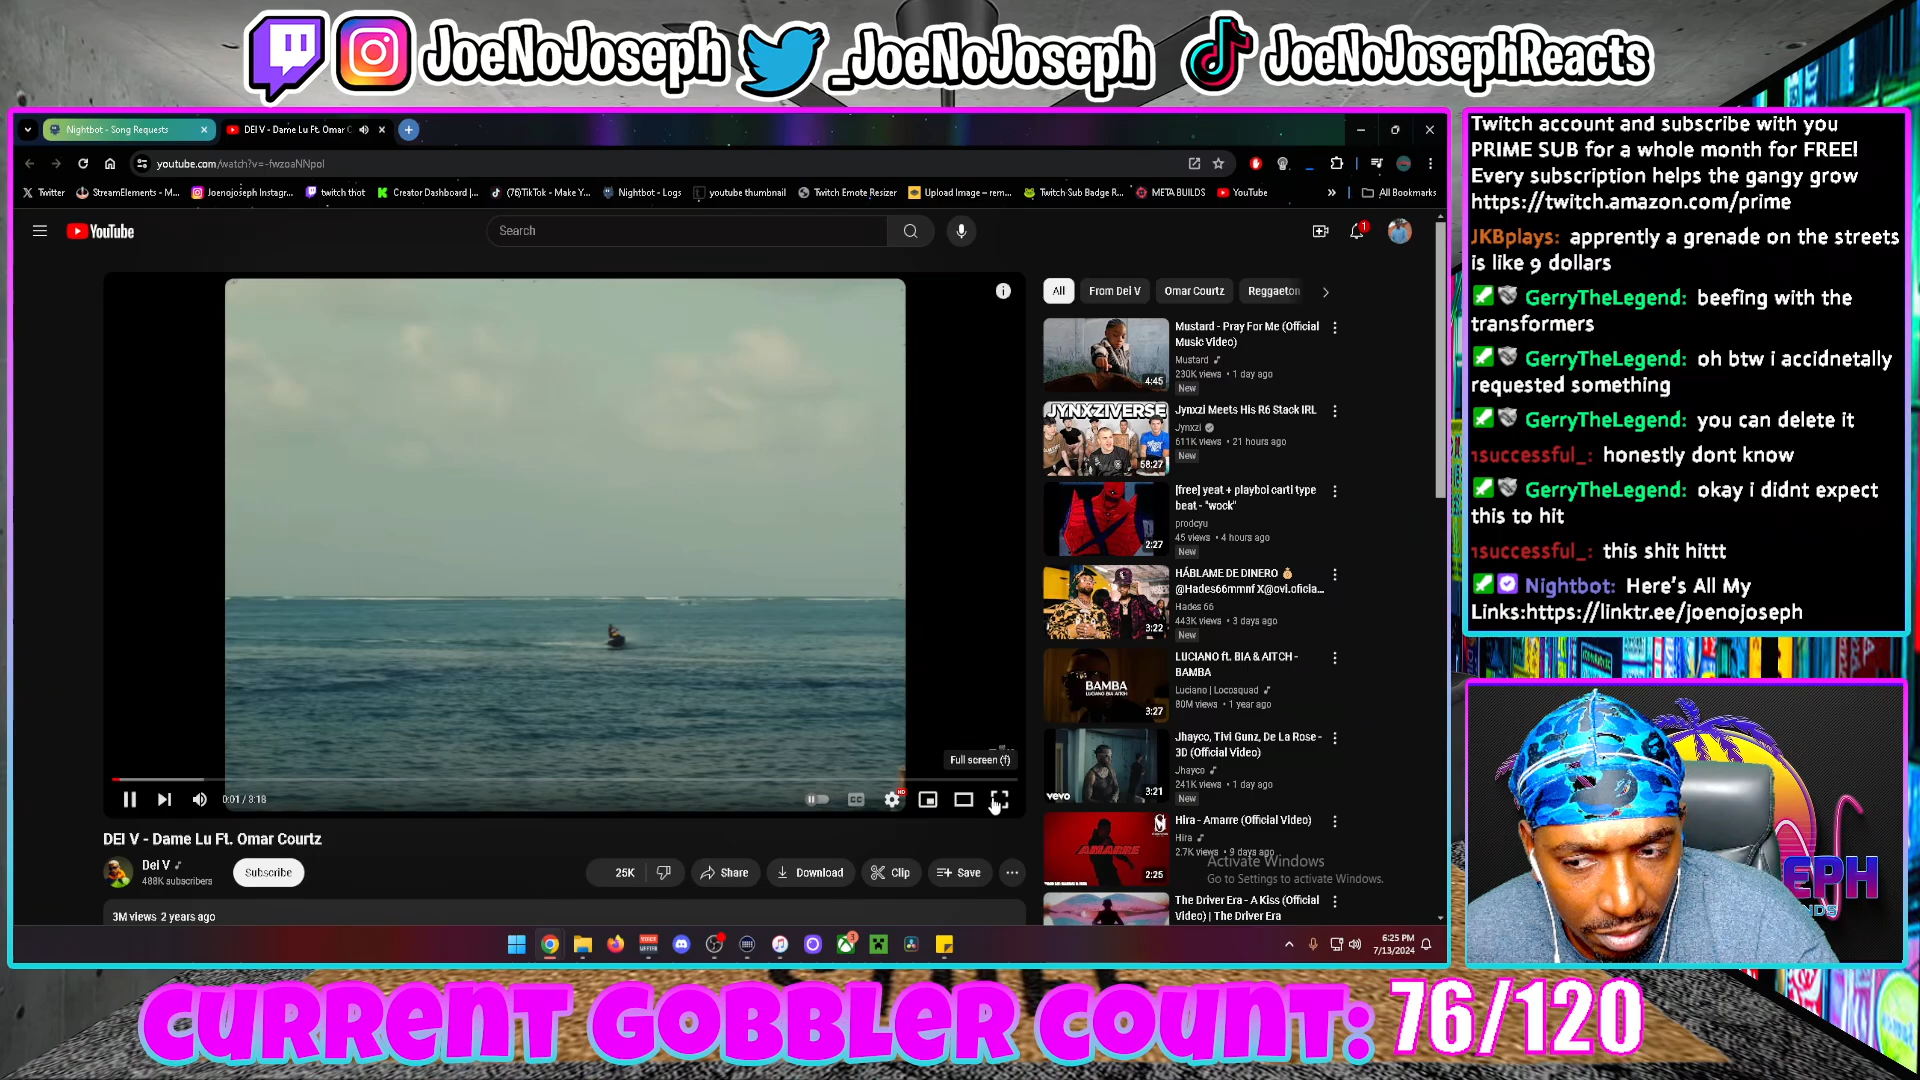 JoeNoJoseph _JoeNoJoseph JoeNoJosephReacts
Nightbot - Song Requests
DEI V - Dame Lu Ft. Omar C
youtube.com/watch?v=-fwzoaNNpoI
Twitter
StreamElements - M...
Joenojoseph Instagr...
twitch thot
Creator Dashboard |...
(76)TikTok - Make Y...
Nightbot - Logs
youtube thumbnail
Twitch Emote Resizer
Upload Image – rem...
Twitch Sub Badge R...
META BUILDS
YouTube
»
All Bookmarks
YouTube
Search
1
All
From Dei V
Omar Courtz
Reggaeton
Mustard - Pray For Me (Official
Music Video)
Mustard
230K views • 1 day ago
New
4:45
JYNXZIVERSE
Jynxzi Meets His R6 Stack IRL
Jynxzi
611K views • 21 hours ago
New
58:27
[free] yeat + playboi carti type
beat - "wock"
prodcyu
45 views • 4 hours ago
New
2:27
HÁBLAME DE DINERO 💰
@Hades66mmnf X@ovi.oficia...
Hades 66
443K views • 3 days ago
New
3:22
LUCIANO ft. BIA & AITCH -
BAMBA
Luciano | Locosquad
80M views • 1 year ago
BAMBA
LUCIANO BIA AITCH
3:27
Jhayco, Tivi Gunz, De La Rose -
3D (Official Video)
Jhayco
241K views • 1 day ago
New
vevo
3:21
Hira - Amarre (Official Video)
Hira
2.7K views • 9 days ago
AMARRE
2:25
The Driver Era - A Kiss (Official
Video) | The Driver Era
Activate Windows
Go to Settings to activate Windows.
Full screen (f)
0:01 / 3:18
HD
DEI V - Dame Lu Ft. Omar Courtz
Dei V
488K subscribers
Subscribe
25K
Share
Download
Clip
Save
3M views 2 years ago
6:25 PM
7/13/2024
Twitch account and subscribe with you
PRIME SUB for a whole month for FREE!
Every subscription helps the gangy grow
https://twitch.amazon.com/prime
JKBplays: apprently a grenade on the streets
is like 9 dollars
GerryTheLegend: beefing with the
transformers
GerryTheLegend: oh btw i accidnetally
requested something
GerryTheLegend: you can delete it
1successful_: honestly dont know
GerryTheLegend: okay i didnt expect
this to hit
1successful_: this shit hittt
Nightbot: Here's All My
Links:https://linktr.ee/joenojoseph
EPH
NDS
CURRENT GOBBLER COUNT: 76/120